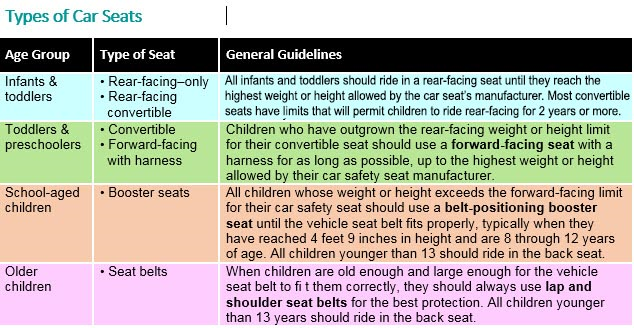 Types of Car Seats
Age Group
Type of Seat
General Guidelines
Infants &
toddlers
• Rear-facing–only
• Rear-facing
convertible
All infants and toddlers should ride in a rear-facing seat until they reach the
highest weight or height allowed by the car seat's manufacturer. Most convertible
seats have limits that will permit children to ride rear-facing for 2 years or more.
Toddlers &
preschoolers
• Convertible
• Forward-facing
with harness
Children who have outgrown the rear-facing weight or height limit
for their convertible seat should use a forward-facing seat with a
harness for as long as possible, up to the highest weight or height
allowed by their car safety seat manufacturer.
School-aged
children
• Booster seats
All children whose weight or height exceeds the forward-facing limit
for their car safety seat should use a belt-positioning booster
seat until the vehicle seat belt fits properly, typically when they
have reached 4 feet 9 inches in height and are 8 through 12 years
of age. All children younger than 13 should ride in the back seat.
Older
children
• Seat belts
When children are old enough and large enough for the vehicle
seat belt to fi t them correctly, they should always use lap and
shoulder seat belts for the best protection. All children younger
than 13 years should ride in the back seat.